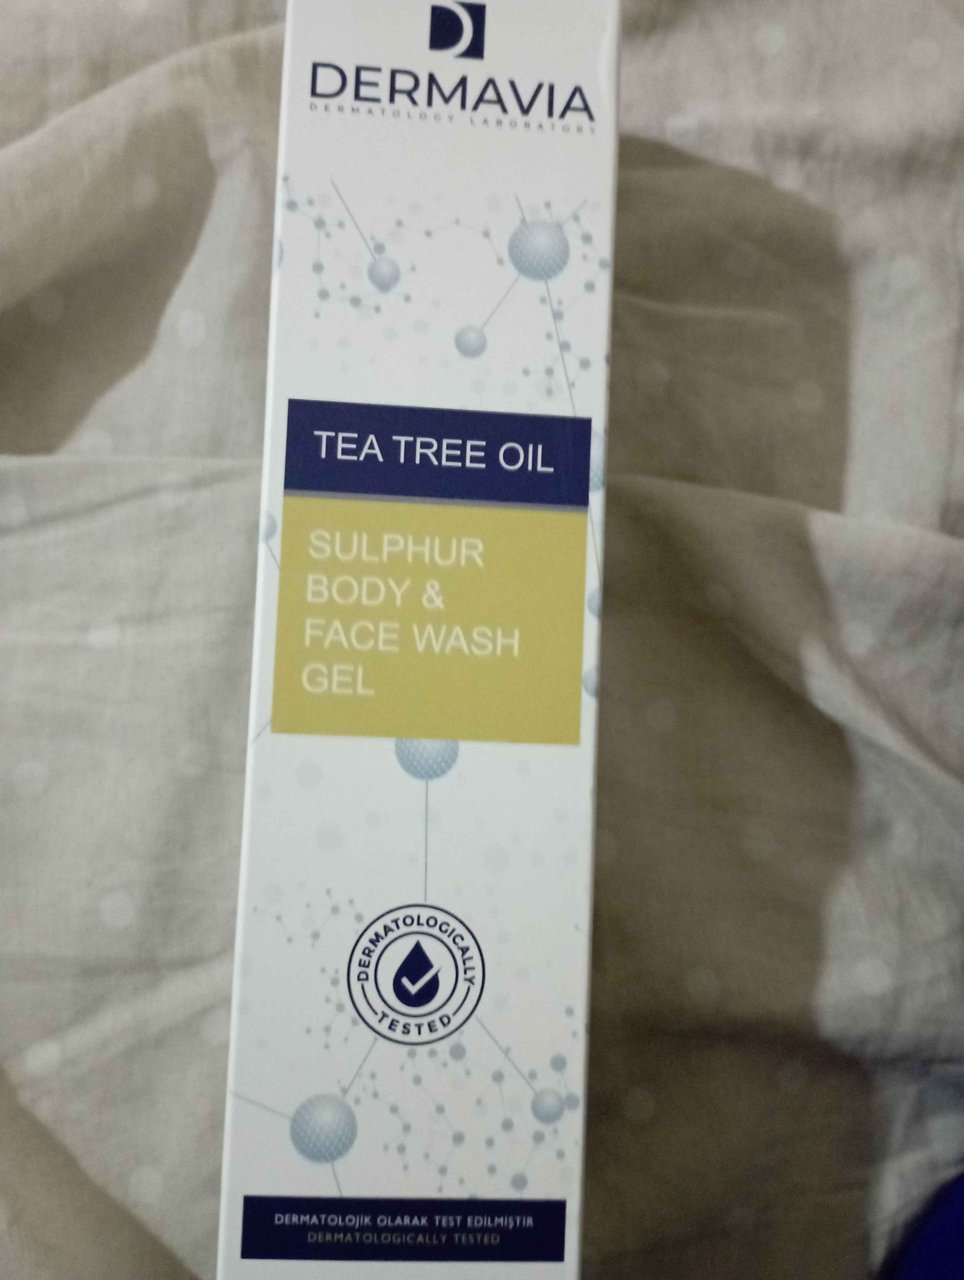 DERMAVIA
DERMATOLOGY LABORATORY
TEA TREE OIL
SULPHUR
BODY &
FACE WASH
GEL
DERMATOLOGICALLY
TESTED
DERMATOLOJİK OLARAK TEST EDİLMİŞTİR
DERMATOLOGICALLY TESTED